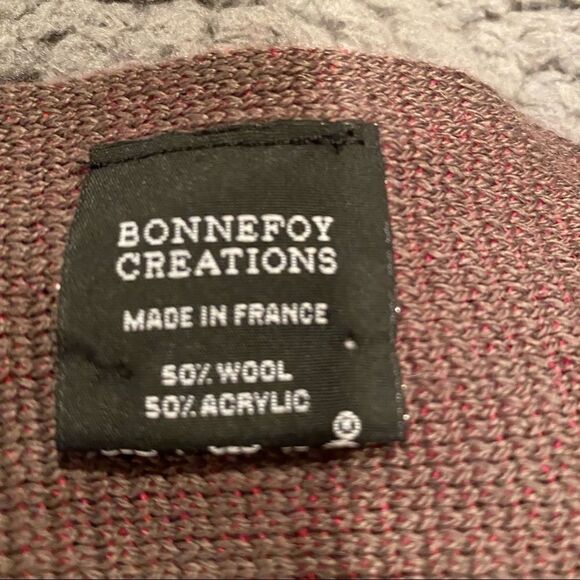 BONNEFOY
CREATIONS
MADE IN FRANCE
50% WOOL
50% ACRYLIC